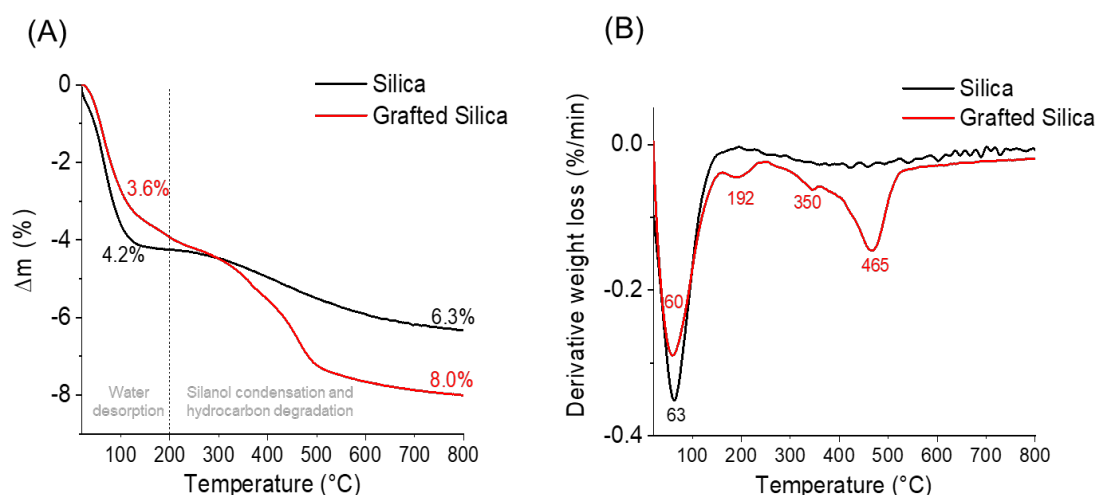 (A)
Silica
Grafted Silica
0
-2
-4
-6
-8
Δm (%)
3.6%
4.2%
6.3%
8.0%
Water
desorption
Silanol condensation and
hydrocarbon degradation
100 200 300 400 500 600 700 800
Temperature (°C)
(B)
Silica
Grafted Silica
0.0
-0.2
-0.4
Derivative weight loss (%/min)
192
350
465
60
63
100 200 300 400 500 600 700 800
Temperature (°C)